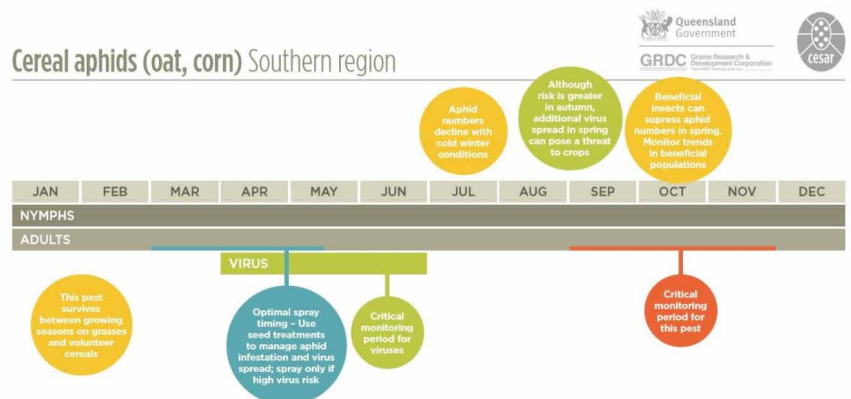 Queensland
Government
GRDC Grains Research &
Development Corporation
cesar
Cereal aphids (oat, corn) Southern region
Aphid
numbers
decline with
cold winter
conditions
Although
risk is greater
in autumn,
additional virus
spread in spring
can pose a threat
to crops
Beneficial
insects can
supress aphid
numbers in spring.
Monitor trends
in beneficial
populations
JAN FEB MAR APR MAY JUN JUL AUG SEP OCT NOV DEC
NYMPHS
ADULTS
VIRUS
This pest
survives
between growing
seasons on grasses
and volunteer
cereals
Optimal spray
timing – Use
seed treatments
to manage aphid
infestation and virus
spread; spray only if
high virus risk
Critical
monitoring
period for
viruses
Critical
monitoring
period for
this pest